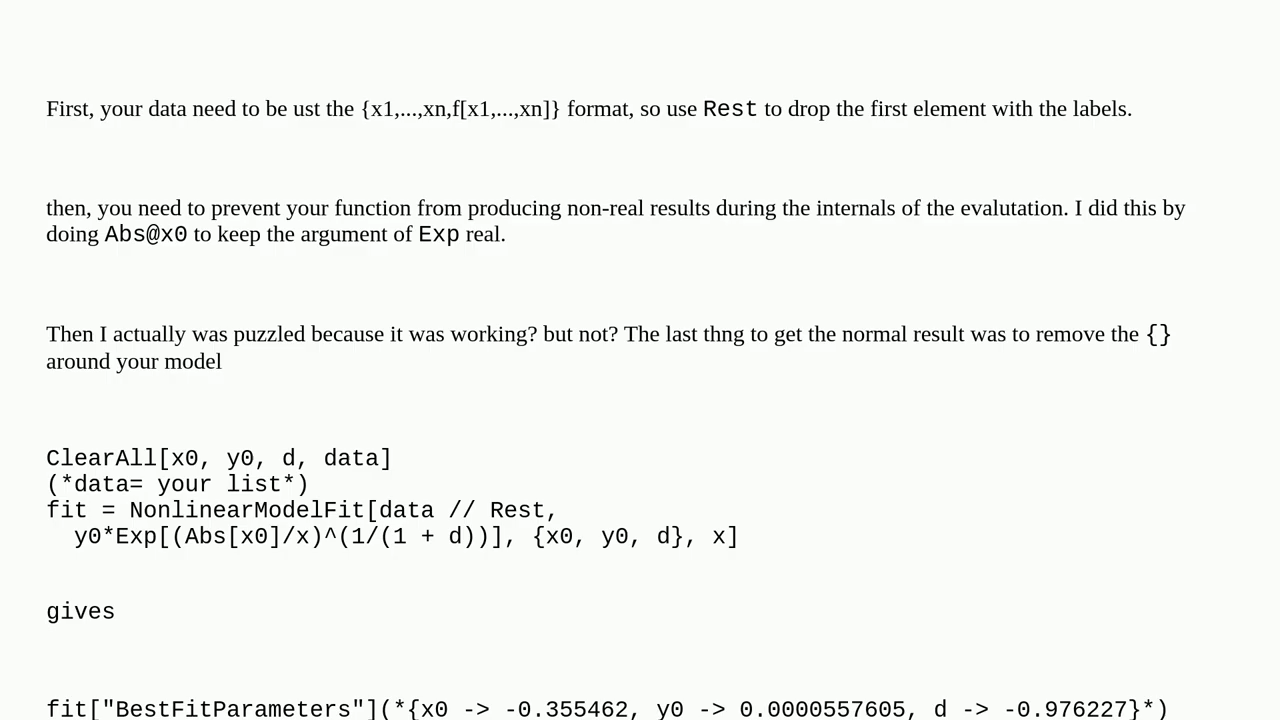 First, your data need to be ust the {x1,...,xn,f[x1,...,xn]} format, so use Rest to drop the first element with the labels.
then, you need to prevent your function from producing non-real results during the internals of the evalutation. I did this by
doing Abs@x0 to keep the argument of Exp real.
Then I actually was puzzled because it was working? but not? The last thng to get the normal result was to remove the {}
around your model
ClearAll[x0, y0, d, data]
(*data= your list*)
fit = NonlinearModelFit[data // Rest,
  y0*Exp[(Abs[x0]/x)^(1/(1 + d))], {x0, y0, d}, x]
gives
fit["BestFitParameters"](*{x0 -> -0.355462, y0 -> 0.0000557605, d -> -0.976227}*)